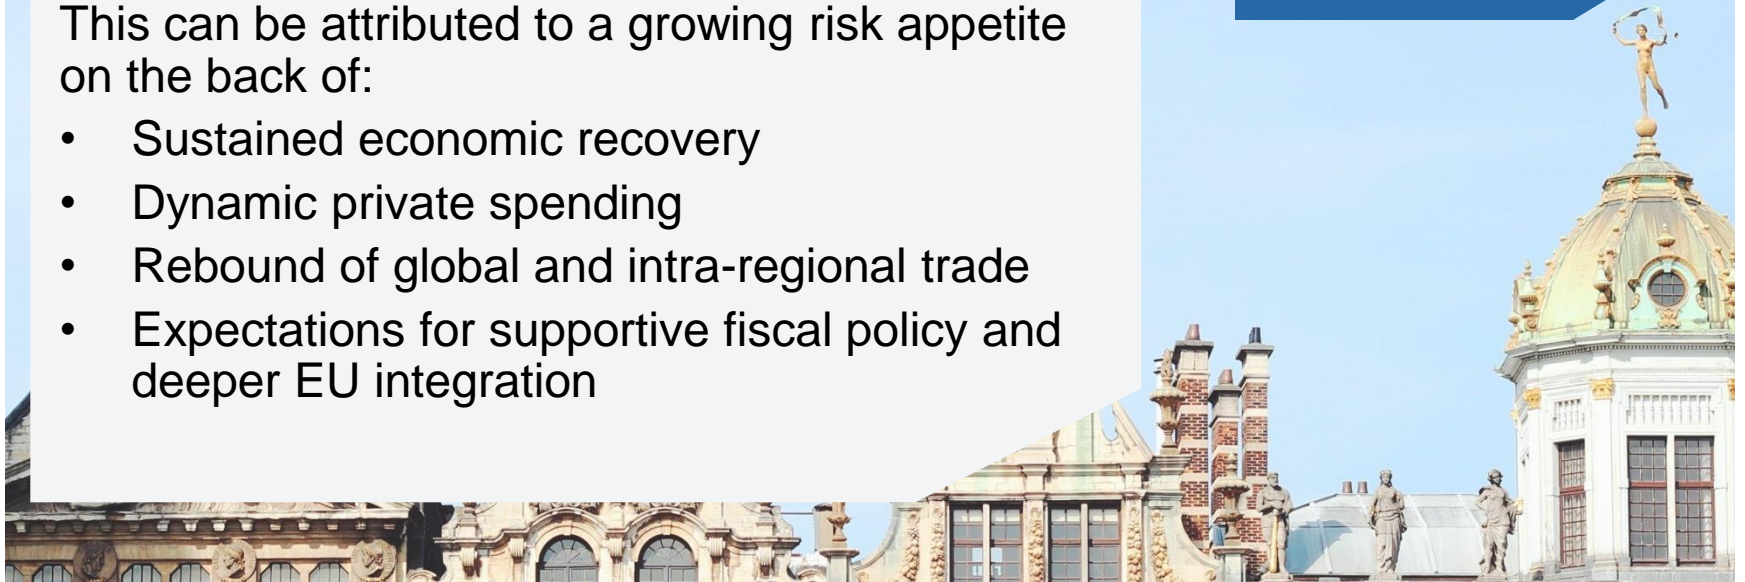 This can be attributed to a growing risk appetite
on the back of:
• Sustained economic recovery
• Dynamic private spending
• Rebound of global and intra-regional trade
• Expectations for supportive fiscal policy and
deeper EU integration